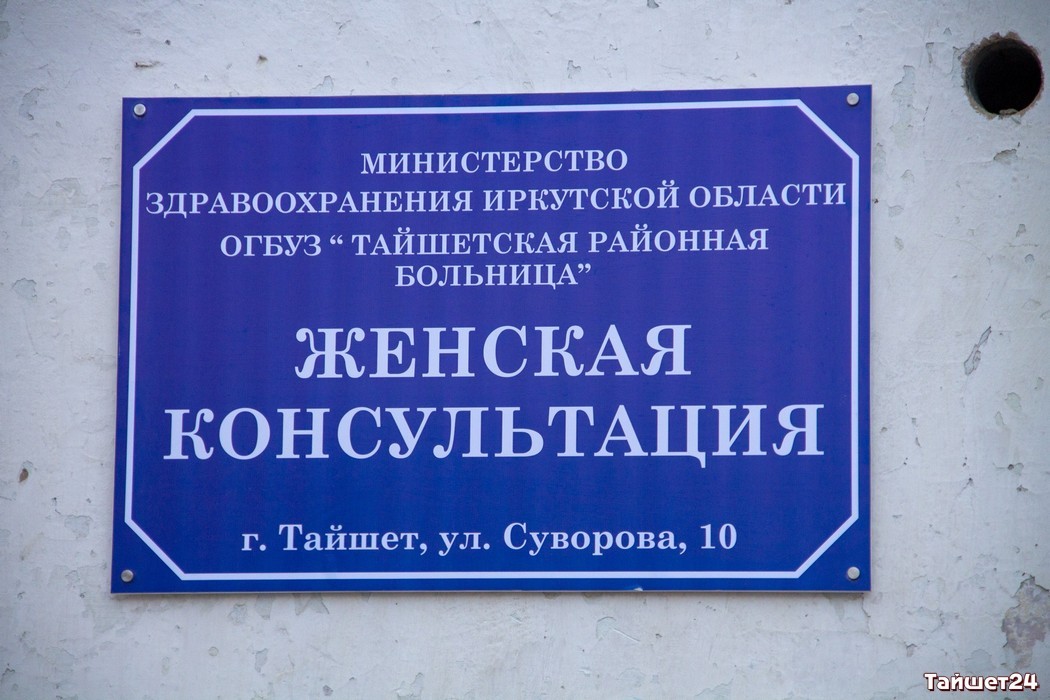 МИНИСТЕРСТВО
ЗДРАВООХРАНЕНИЯ ИРКУТСКОЙ ОБЛАСТИ
ОГБУЗ “ ТАЙШЕТСКАЯ РАЙОННАЯ
БОЛЬНИЦА”
ЖЕНСКАЯ
КОНСУЛЬТАЦИЯ
г. Тайшет, ул. Суворова, 10
Тайшет24